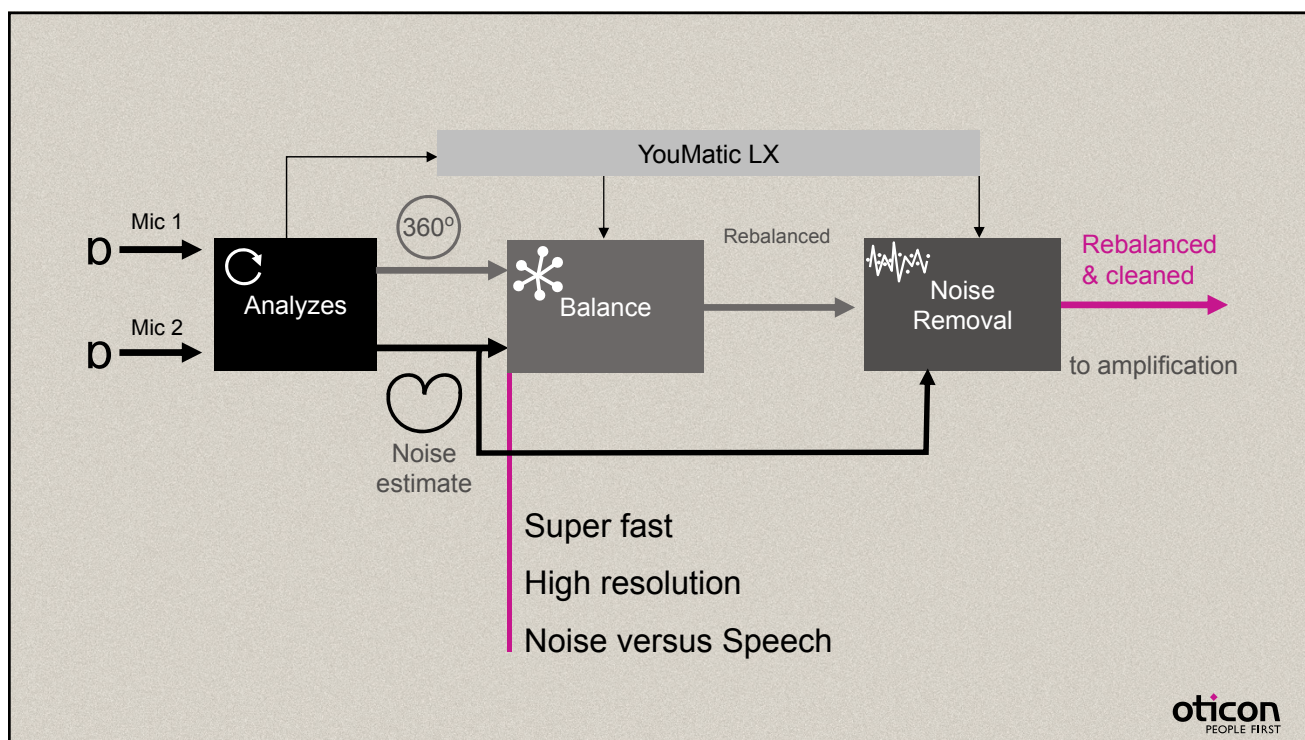 YouMatic LX
Mic 1
360º
Rebalanced
Rebalanced
& cleaned
Analyzes
Balance
Noise
Removal
Mic 2
to amplification
Noise
estimate
Super fast
High resolution
Noise versus Speech
oticon
PEOPLE FIRST